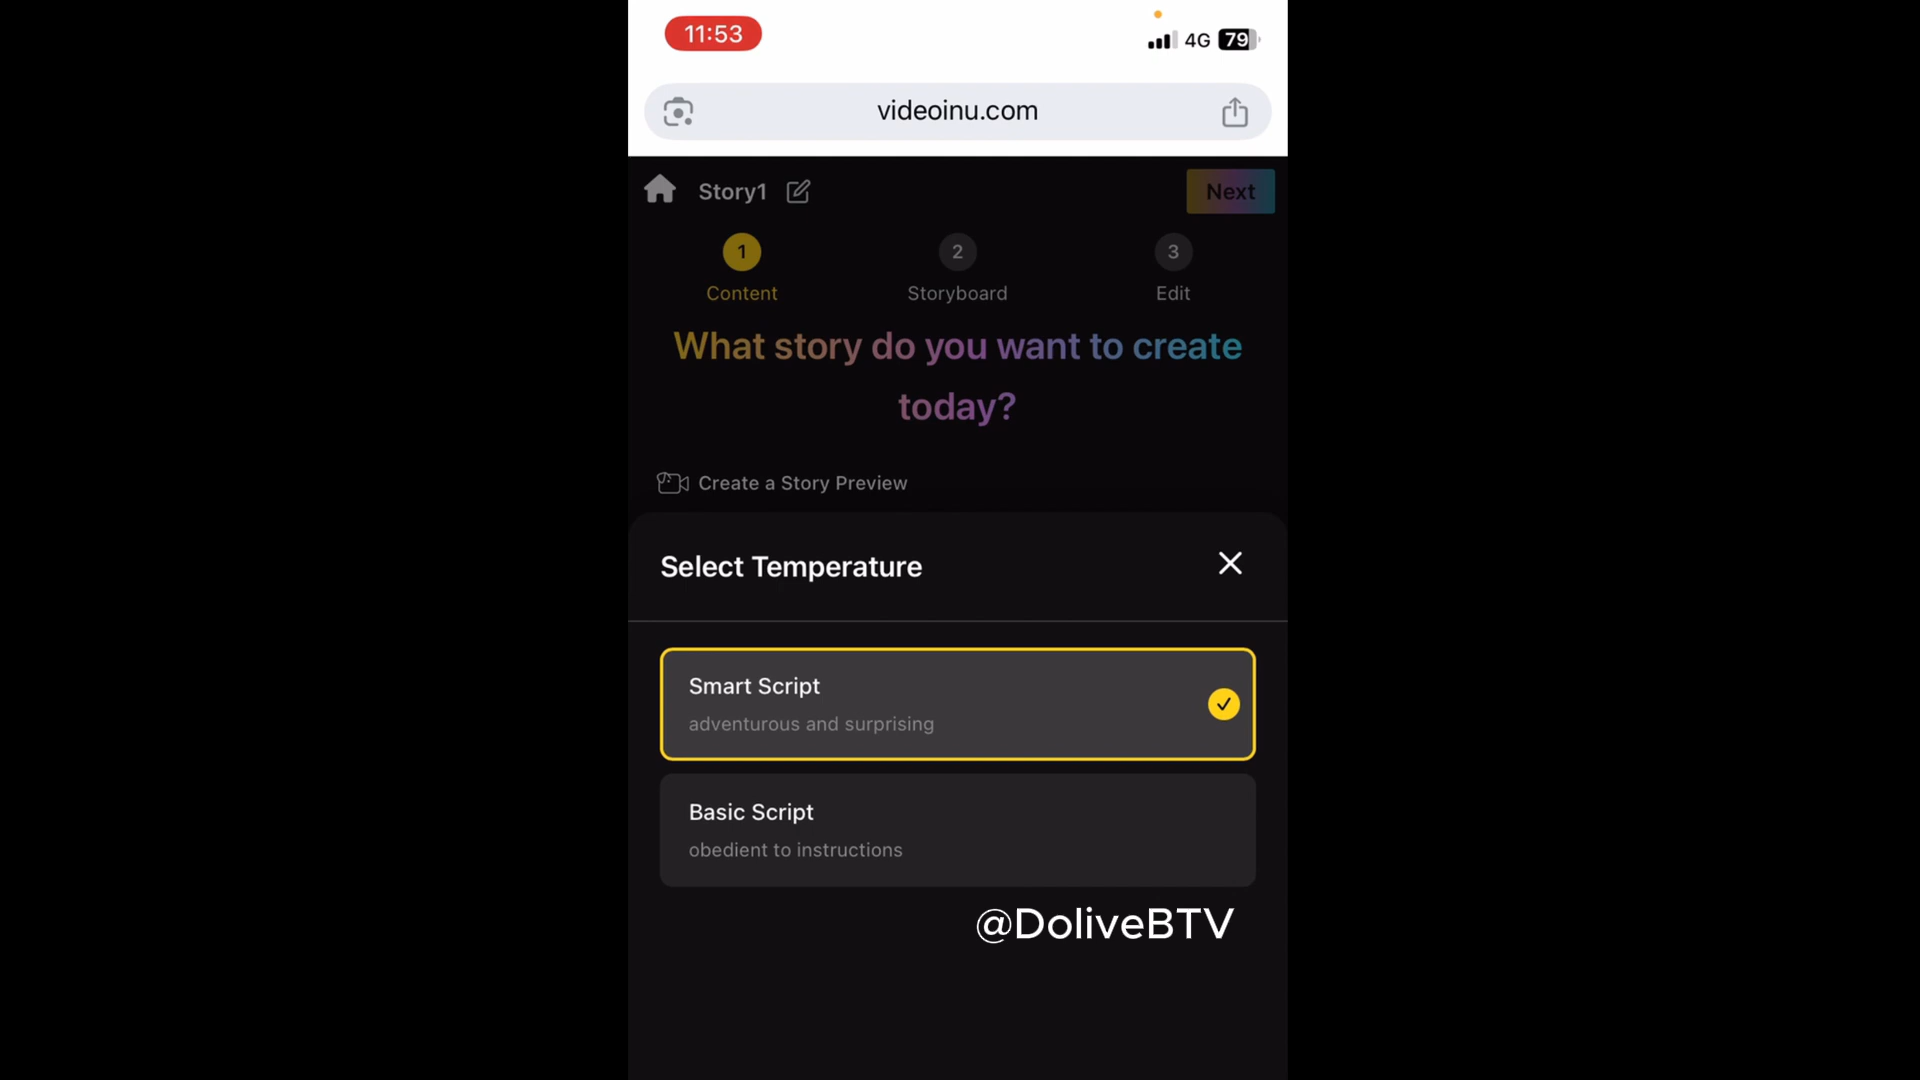 11:53
4G 79
videoinu.com
Story1
Next
1
2
3
Content
Storyboard
Edit
What story do you want to create
today?
Create a Story Preview
Select Temperature
Smart Script
adventurous and surprising
Basic Script
obedient to instructions
@DoliveBTV